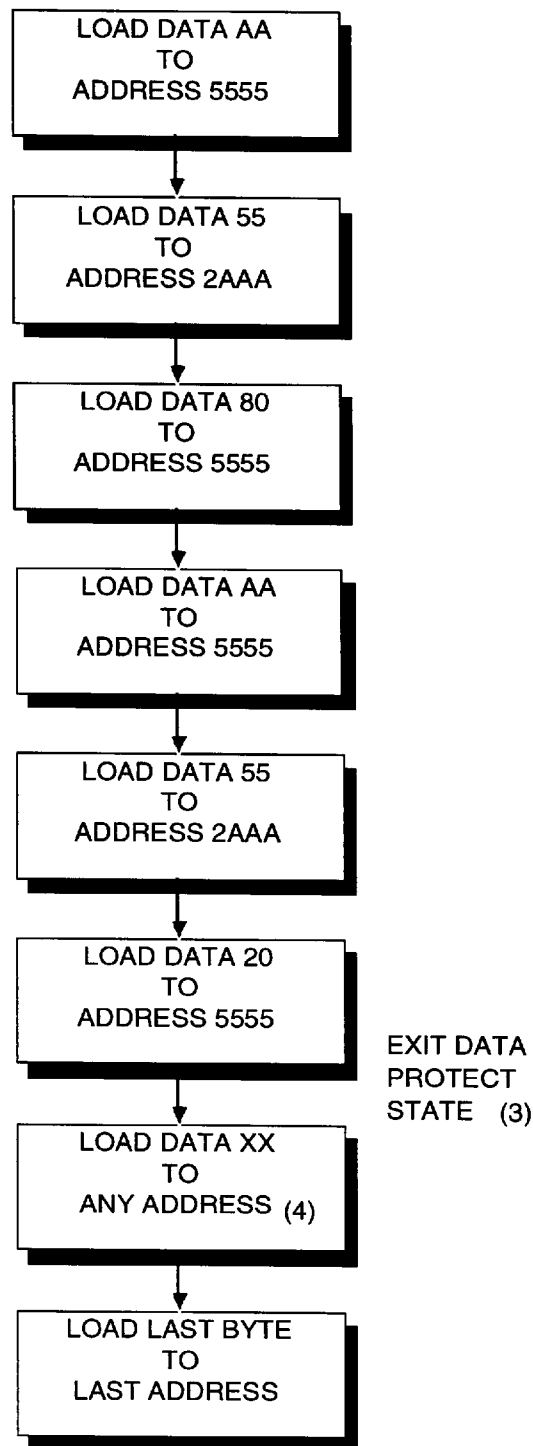 LOAD DATA AA
TO
ADDRESS 5555
LOAD DATA 55
TO
ADDRESS 2AAA
LOAD DATA 80
TO
ADDRESS 5555
LOAD DATA AA
TO
ADDRESS 5555
LOAD DATA 55
TO
ADDRESS 2AAA
LOAD DATA 20
TO
ADDRESS 5555
EXIT DATA
PROTECT
STATE (3)
LOAD DATA XX
TO
ANY ADDRESS (4)
LOAD LAST BYTE
TO
LAST ADDRESS